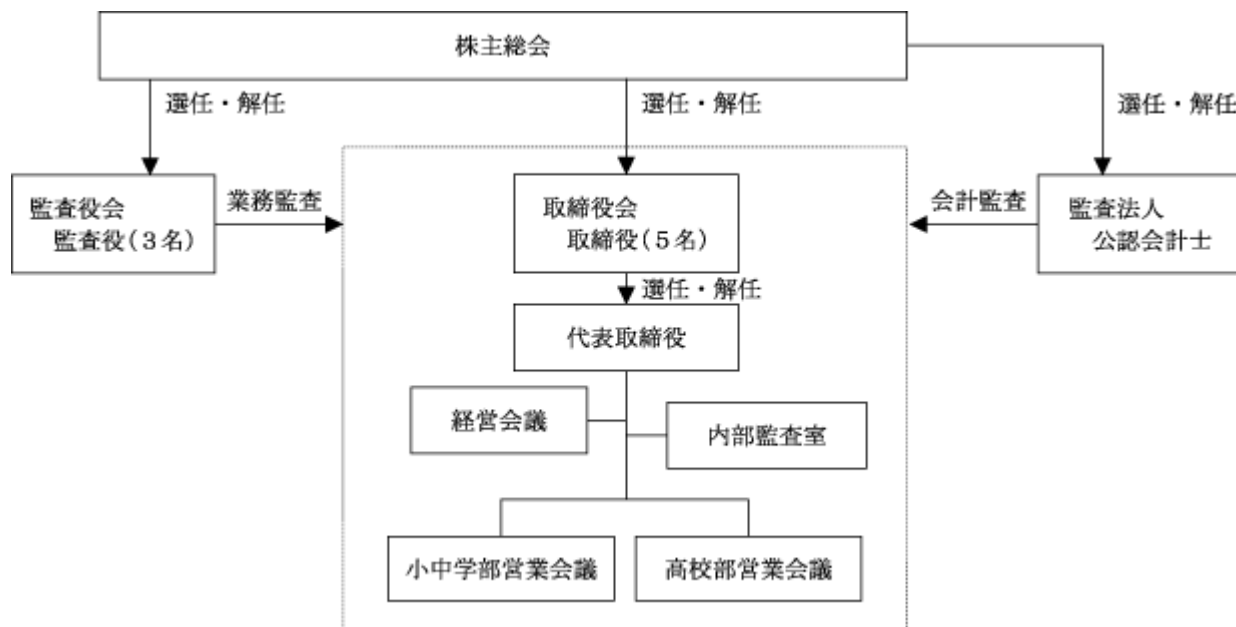 株主総会
選任・解任
選任・解任
選任・解任
監査役会
監査役(3名)
業務監査
取締役会
取締役(5名)
会計監査
監査法人
公認会計士
選任・解任
代表取締役
経営会議
内部監査室
小中学部営業会議
高校部営業会議